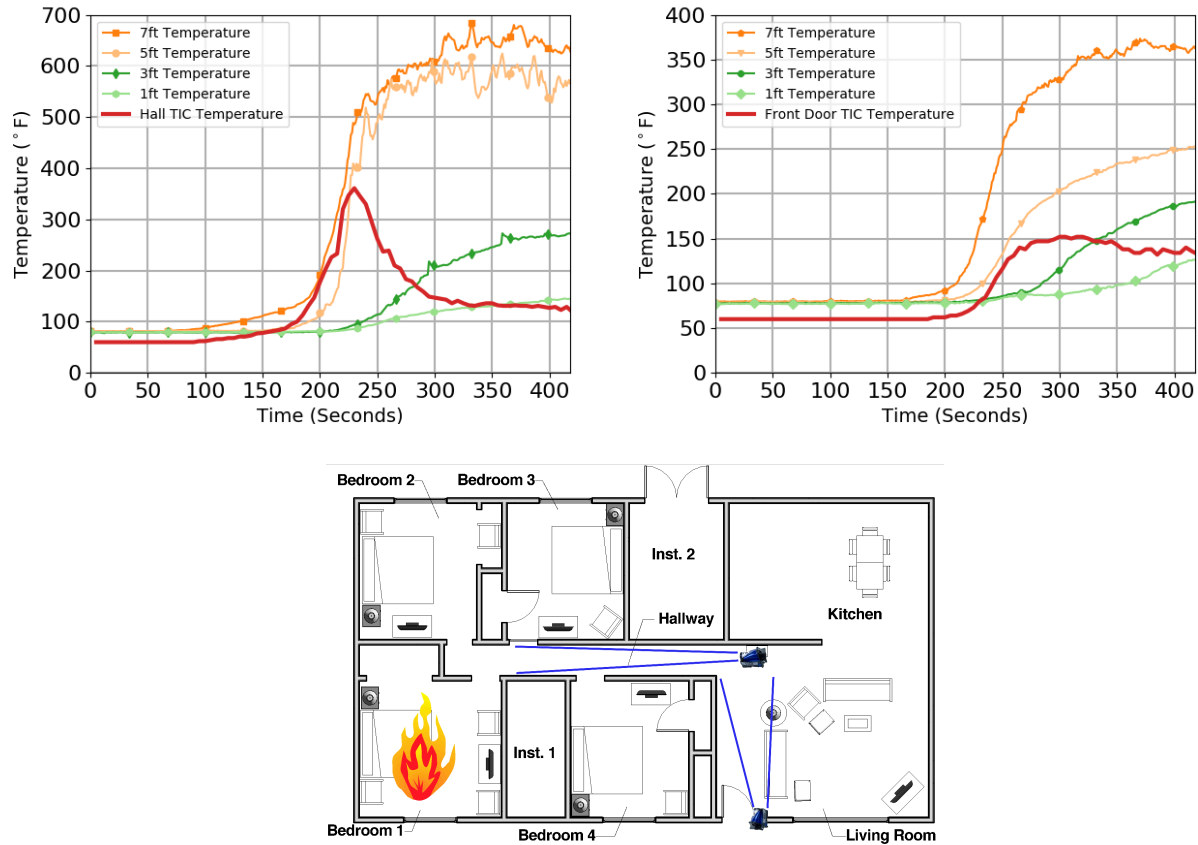 700
600
500
400
300
200
100
0
Temperature (°F)
7ft Temperature
5ft Temperature
3ft Temperature
1ft Temperature
Hall TIC Temperature
0 50 100 150 200 250 300 350 400
Time (Seconds)
400
350
300
250
200
150
100
50
0
Temperature (°F)
7ft Temperature
5ft Temperature
3ft Temperature
1ft Temperature
Front Door TIC Temperature
0 50 100 150 200 250 300 350 400
Time (Seconds)
Bedroom 2
Bedroom 3
Inst. 2
Kitchen
Hallway
Inst. 1
Bedroom 1
Bedroom 4
Living Room